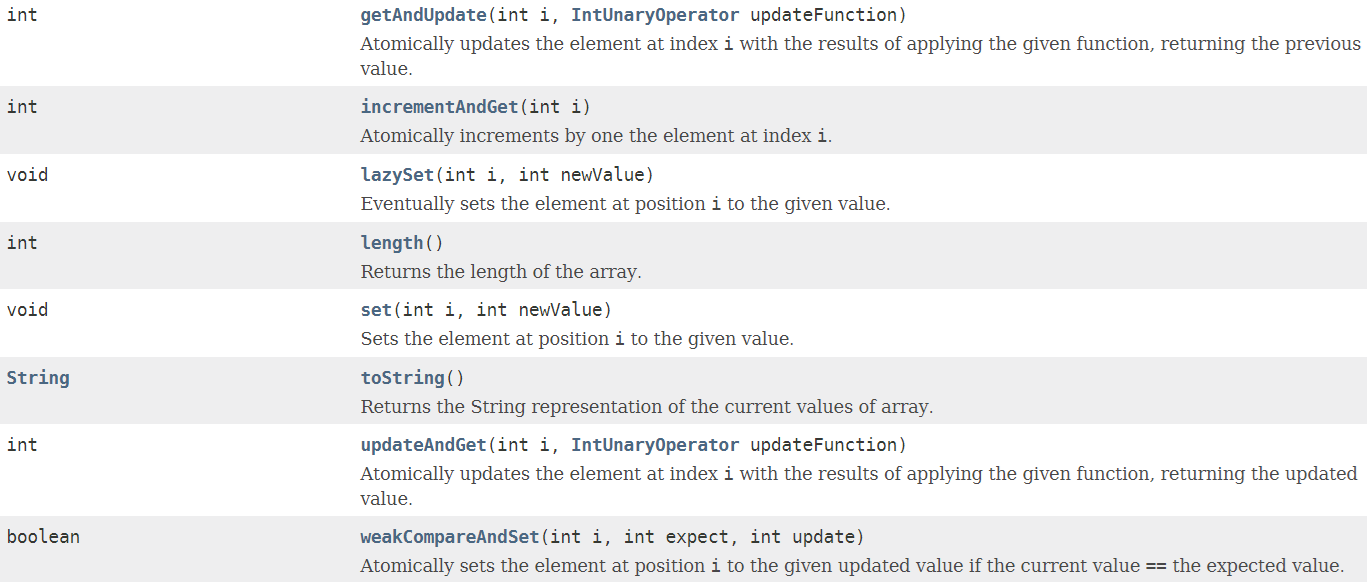 int getAndUpdate(int i, IntUnaryOperator updateFunction)
Atomically updates the element at index i with the results of applying the given function, returning the previous
value.
int incrementAndGet(int i)
Atomically increments by one the element at index i.
void lazySet(int i, int newValue)
Eventually sets the element at position i to the given value.
int length()
Returns the length of the array.
void set(int i, int newValue)
Sets the element at position i to the given value.
String toString()
Returns the String representation of the current values of array.
int updateAndGet(int i, IntUnaryOperator updateFunction)
Atomically updates the element at index i with the results of applying the given function, returning the updated
value.
boolean weakCompareAndSet(int i, int expect, int update)
Atomically sets the element at position i to the given updated value if the current value == the expected value.